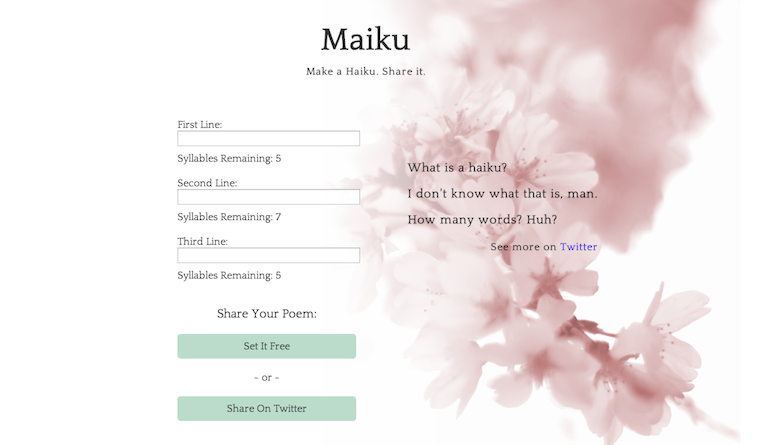 Maiku
Make a Haiku. Share it.
First Line:
Syllables Remaining: 5
Second Line:
Syllables Remaining: 7
Third Line:
Syllables Remaining: 5
Share Your Poem:
Set It Free
- or -
Share On Twitter
What is a haiku?
I don't know what that is, man.
How many words? Huh?
See more on Twitter